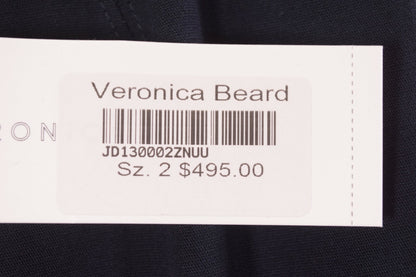 Veronica Beard
JD130002ZNUU
Sz. 2 $495.00